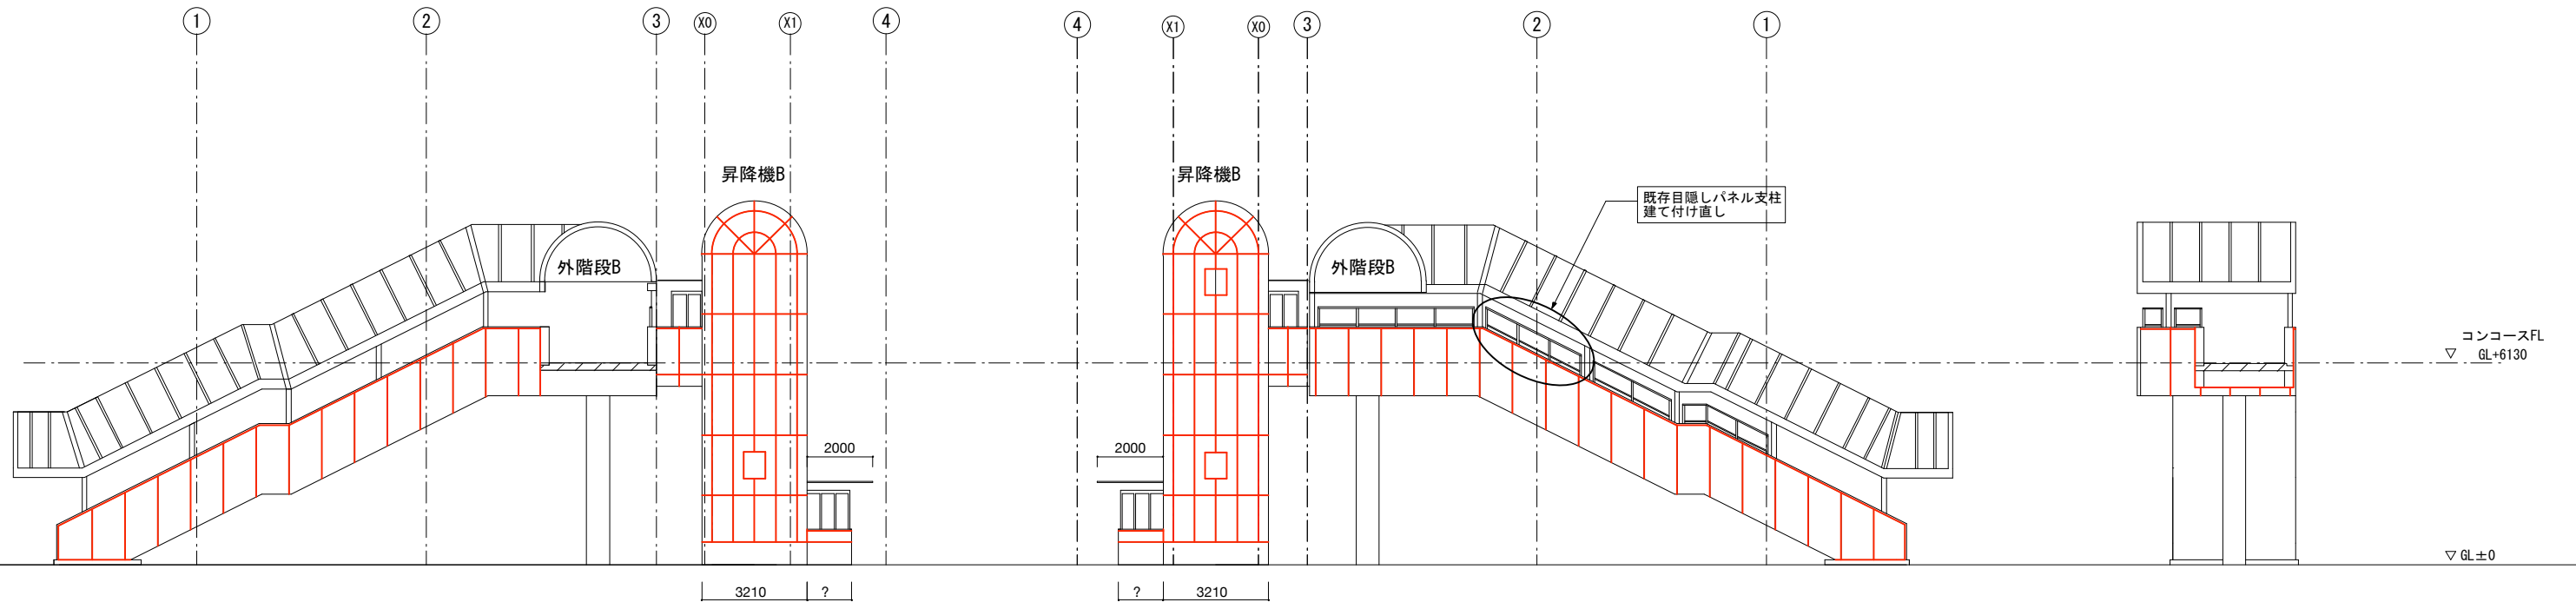 1 2 3 X0 X1 4 4 X1 X0 3 2 1
昇降機B 昇降機B
既存目隠しパネル支柱
建て付け直し
外階段B 外階段B
コンコースFL
▽ GL+6130
2000 2000
▽ GL±0
3210 ? ? 3210